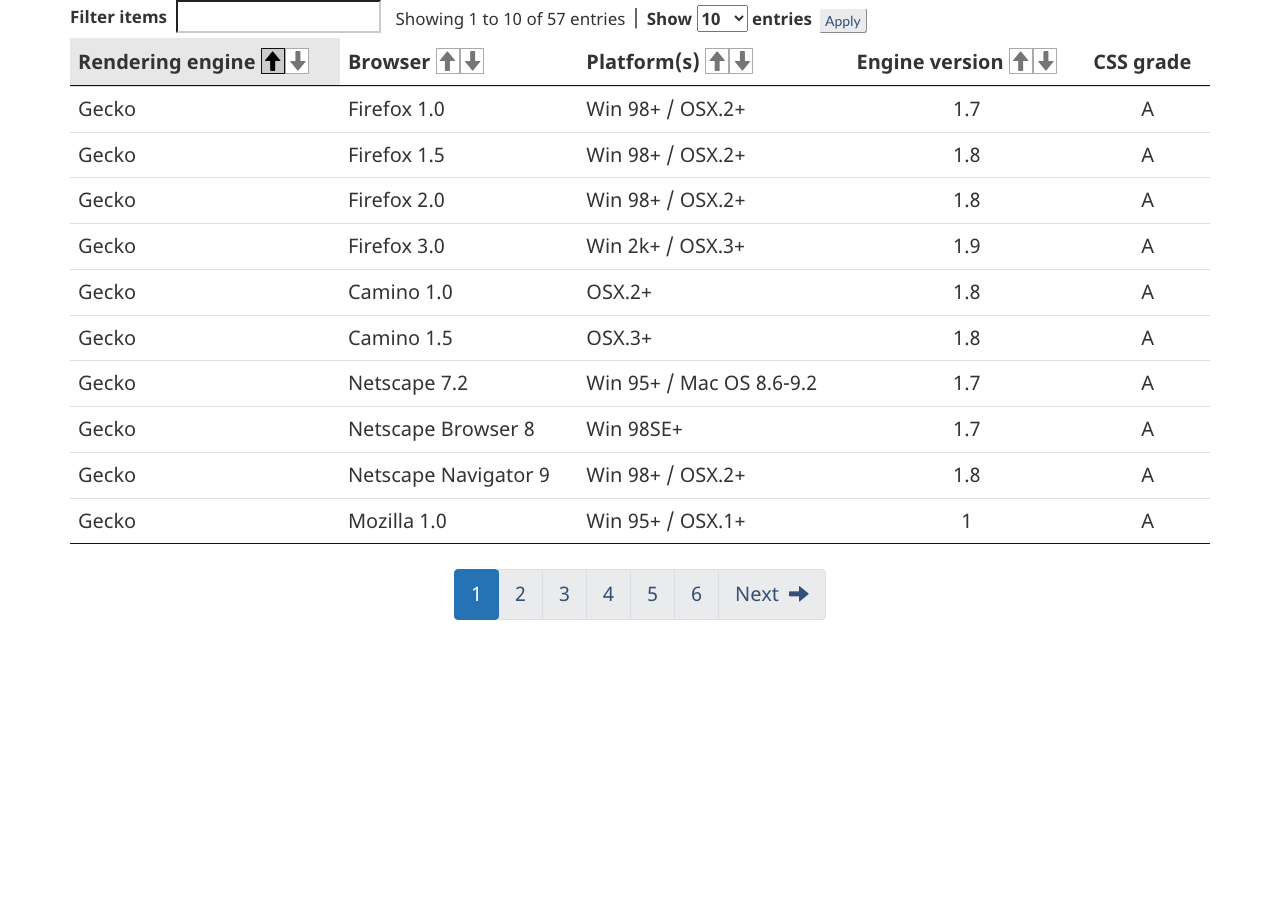 Filter items Showing 1 to 10 of 57 entries Show 10 entries Apply
Rendering engine Browser Platform(s) Engine version CSS grade
Gecko Firefox 1.0 Win 98+ / OSX.2+ 1.7 A
Gecko Firefox 1.5 Win 98+ / OSX.2+ 1.8 A
Gecko Firefox 2.0 Win 98+ / OSX.2+ 1.8 A
Gecko Firefox 3.0 Win 2k+ / OSX.3+ 1.9 A
Gecko Camino 1.0 OSX.2+ 1.8 A
Gecko Camino 1.5 OSX.3+ 1.8 A
Gecko Netscape 7.2 Win 95+ / Mac OS 8.6-9.2 1.7 A
Gecko Netscape Browser 8 Win 98SE+ 1.7 A
Gecko Netscape Navigator 9 Win 98+ / OSX.2+ 1.8 A
Gecko Mozilla 1.0 Win 95+ / OSX.1+ 1 A
1 2 3 4 5 6 Next